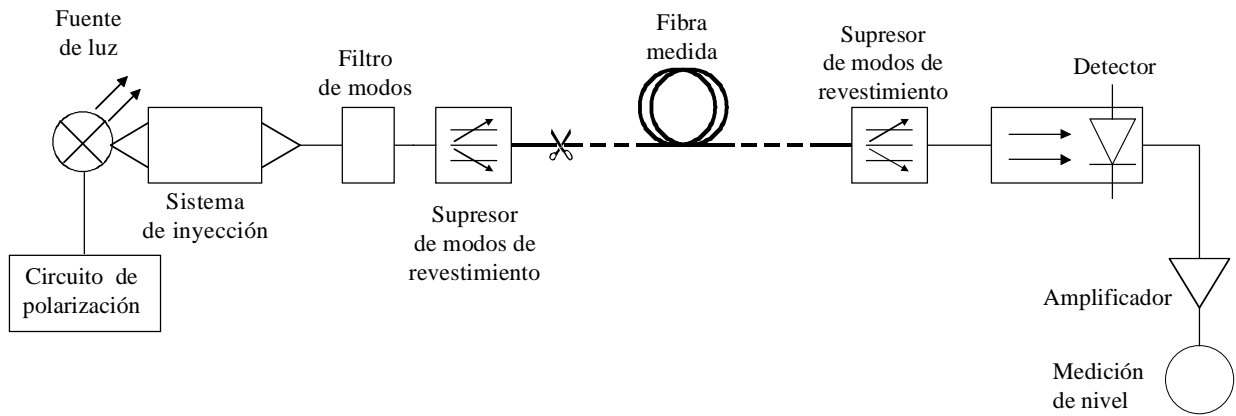 Fuente
de luz
Filtro
de modos
Fibra
medida
Supresor
de modos de
revestimiento
Detector
Sistema
de inyección
Supresor
de modos de
revestimiento
Circuito de
polarización
Amplificador
Medición
de nivel